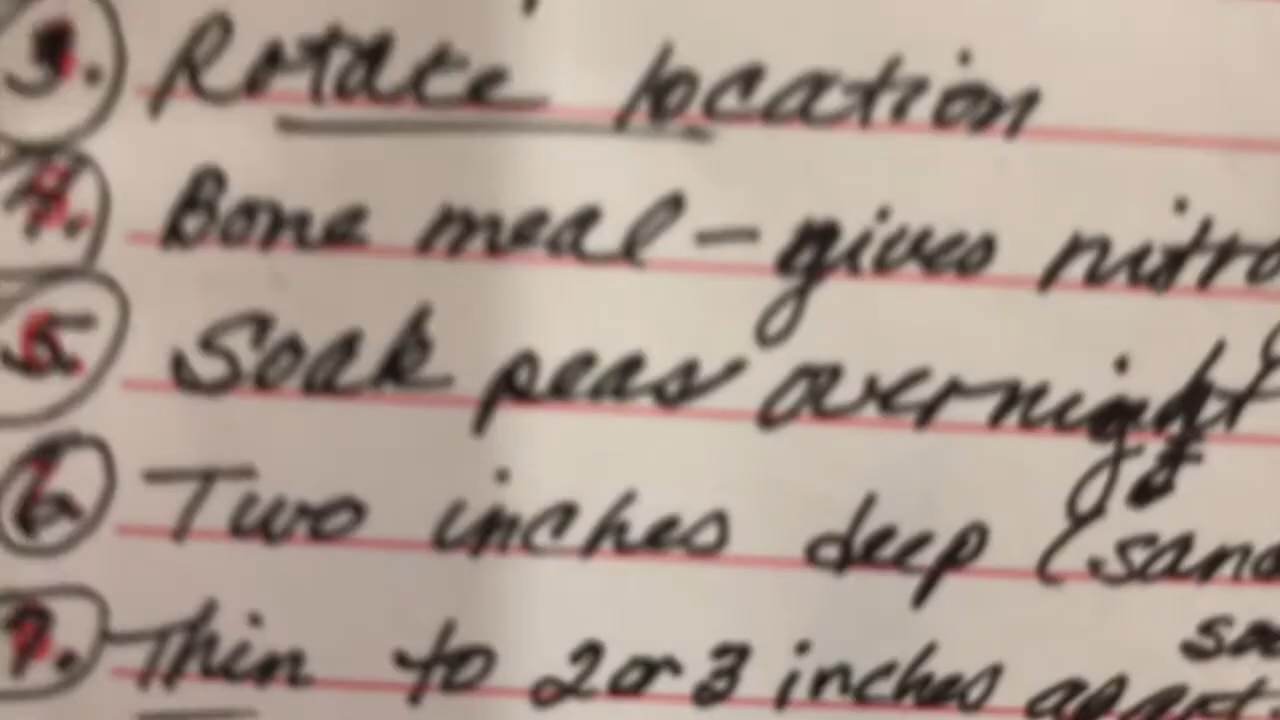 3. Rotate location
4. Bone meal – gives nitro
5. Soak peas overnight
6. Two inches deep (sand
7. Thin to 2 or 3 inches apart.